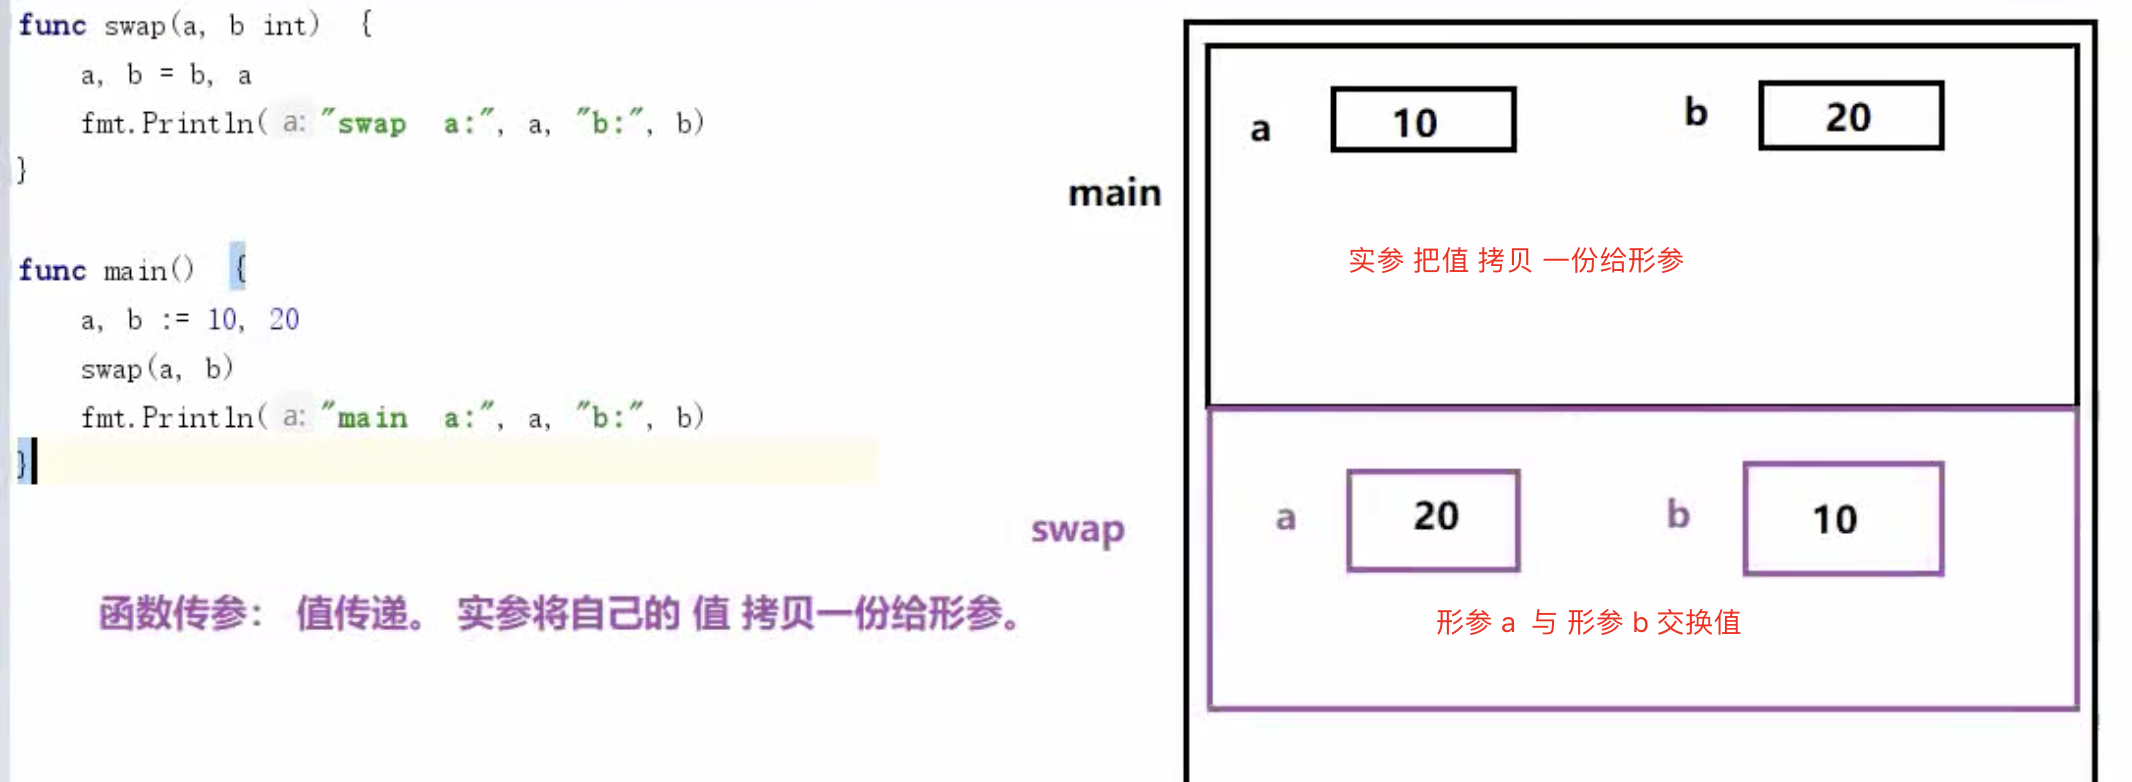 func swap(a, b int) {
a, b = b, a
fmt.Println( a: "swap  a:", a, "b:", b)
}
func main() {
a, b := 10, 20
swap(a, b)
fmt.Println( a: "main  a:", a, "b:", b)
}
函数传参： 值传递。 实参将自己的 值 拷贝一份给形参。
main
a 10 b 20
实参 把值 拷贝 一份给形参
swap
a 20 b 10
形参 a 与 形参 b 交换值